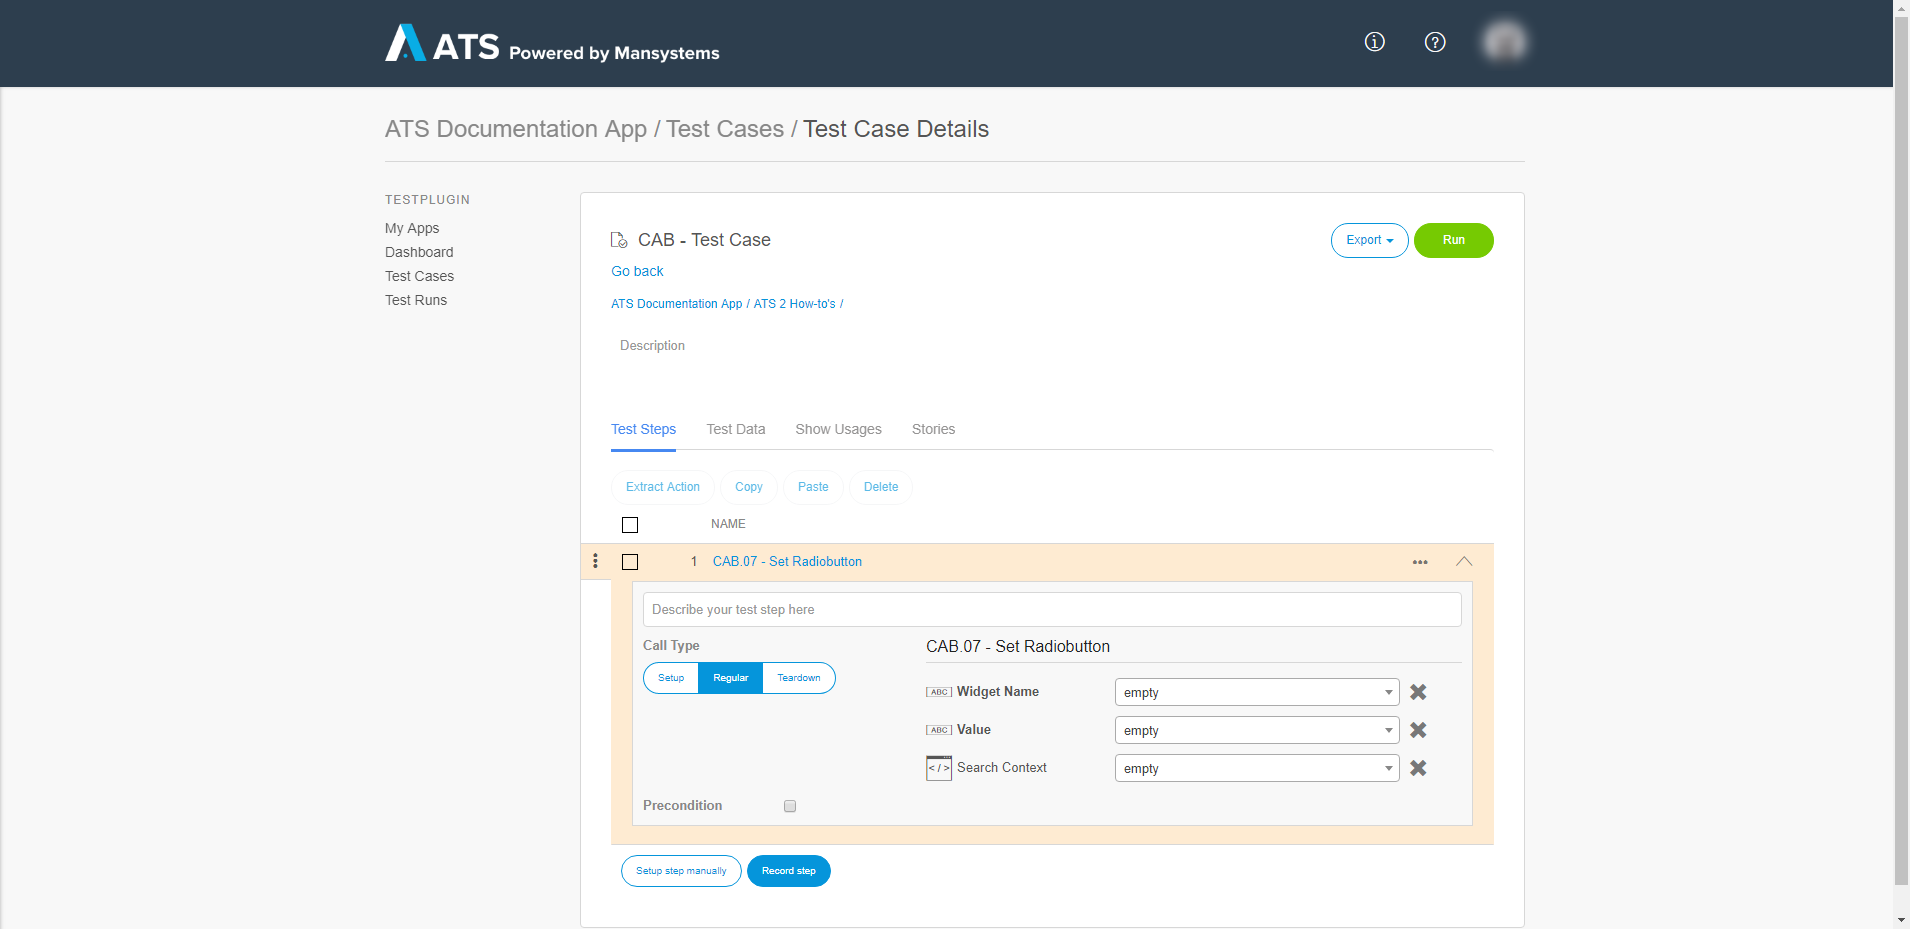 ATS Powered by Mansystems
ATS Documentation App / Test Cases / Test Case Details
TESTPLUGIN
My Apps
Dashboard
Test Cases
Test Runs
CAB - Test Case
Export
Run
Go back
ATS Documentation App / ATS 2 How-to's /
Description
Test Steps
Test Data
Show Usages
Stories
Extract Action
Copy
Paste
Delete
NAME
1 CAB.07 - Set Radiobutton
Describe your test step here
Call Type
Setup
Regular
Teardown
CAB.07 - Set Radiobutton
ABC Widget Name
empty
ABC Value
empty
</> Search Context
empty
Precondition
Setup step manually
Record step